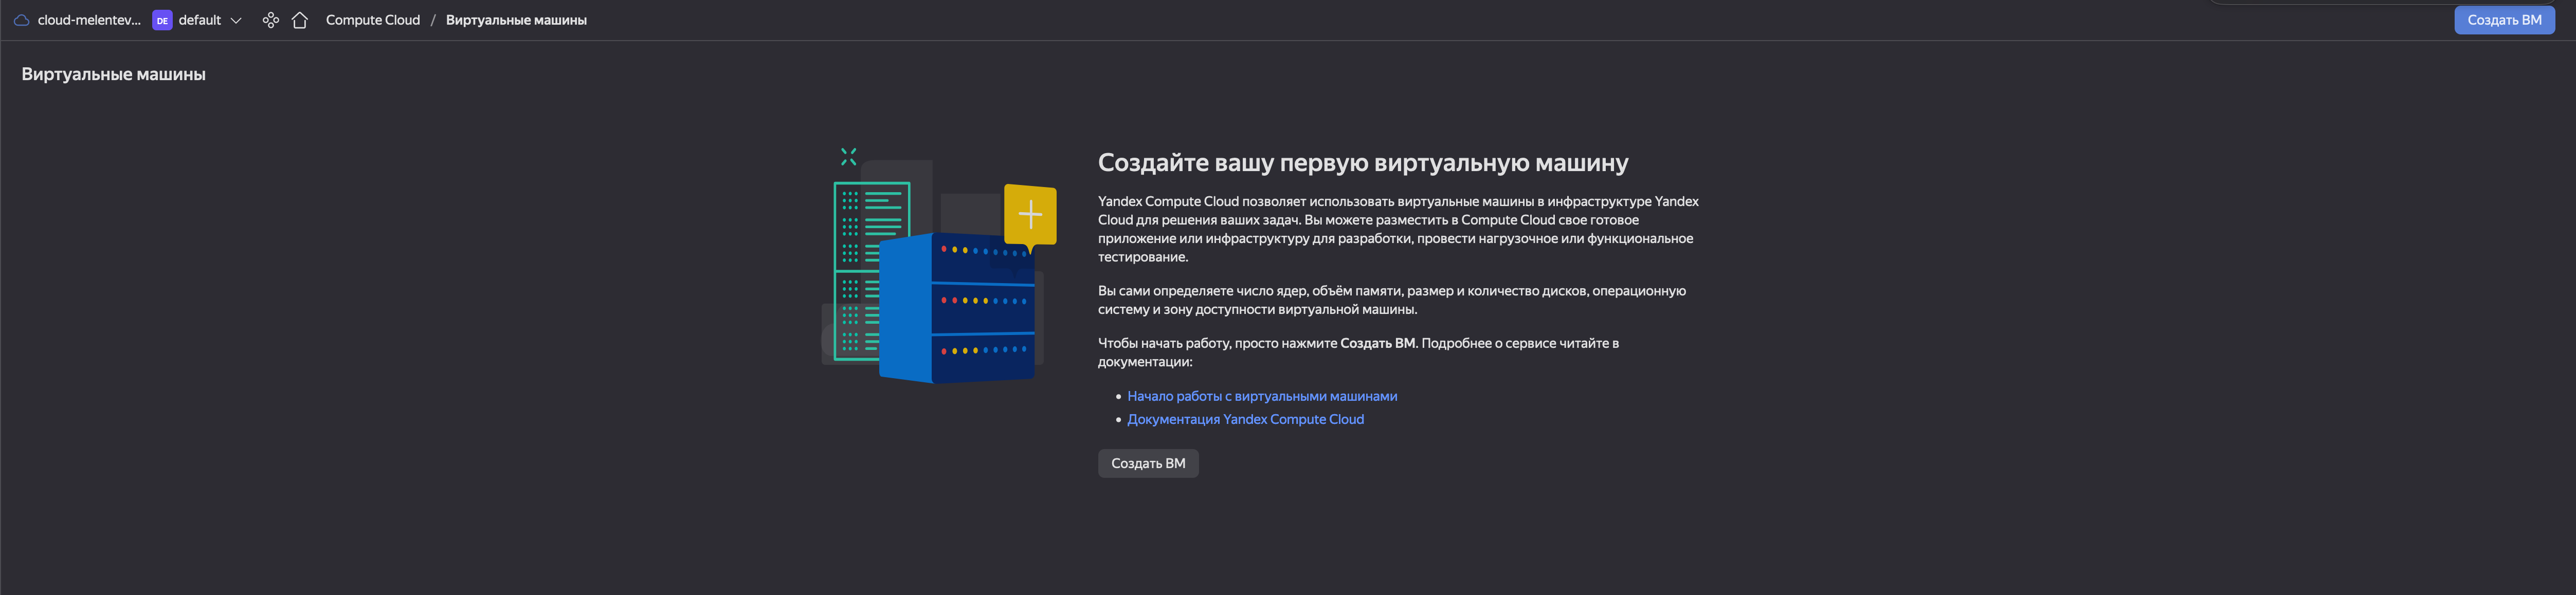 cloud-melentev... DE default Compute Cloud / Виртуальные машины Создать ВМ
Виртуальные машины
Создайте вашу первую виртуальную машину
Yandex Compute Cloud позволяет использовать виртуальные машины в инфраструктуре Yandex
Cloud для решения ваших задач. Вы можете разместить в Compute Cloud свое готовое
приложение или инфраструктуру для разработки, провести нагрузочное или функциональное
тестирование.
Вы сами определяете число ядер, объём памяти, размер и количество дисков, операционную
систему и зону доступности виртуальной машины.
Чтобы начать работу, просто нажмите Создать ВМ. Подробнее о сервисе читайте в
документации:
• Начало работы с виртуальными машинами
• Документация Yandex Compute Cloud
Создать ВМ